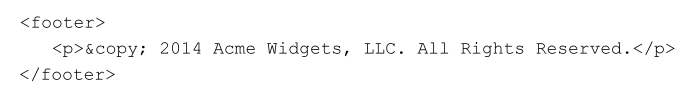 <footer>
<p>&copy; 2014 Acme Widgets, LLC. All Rights Reserved.</p>
</footer>